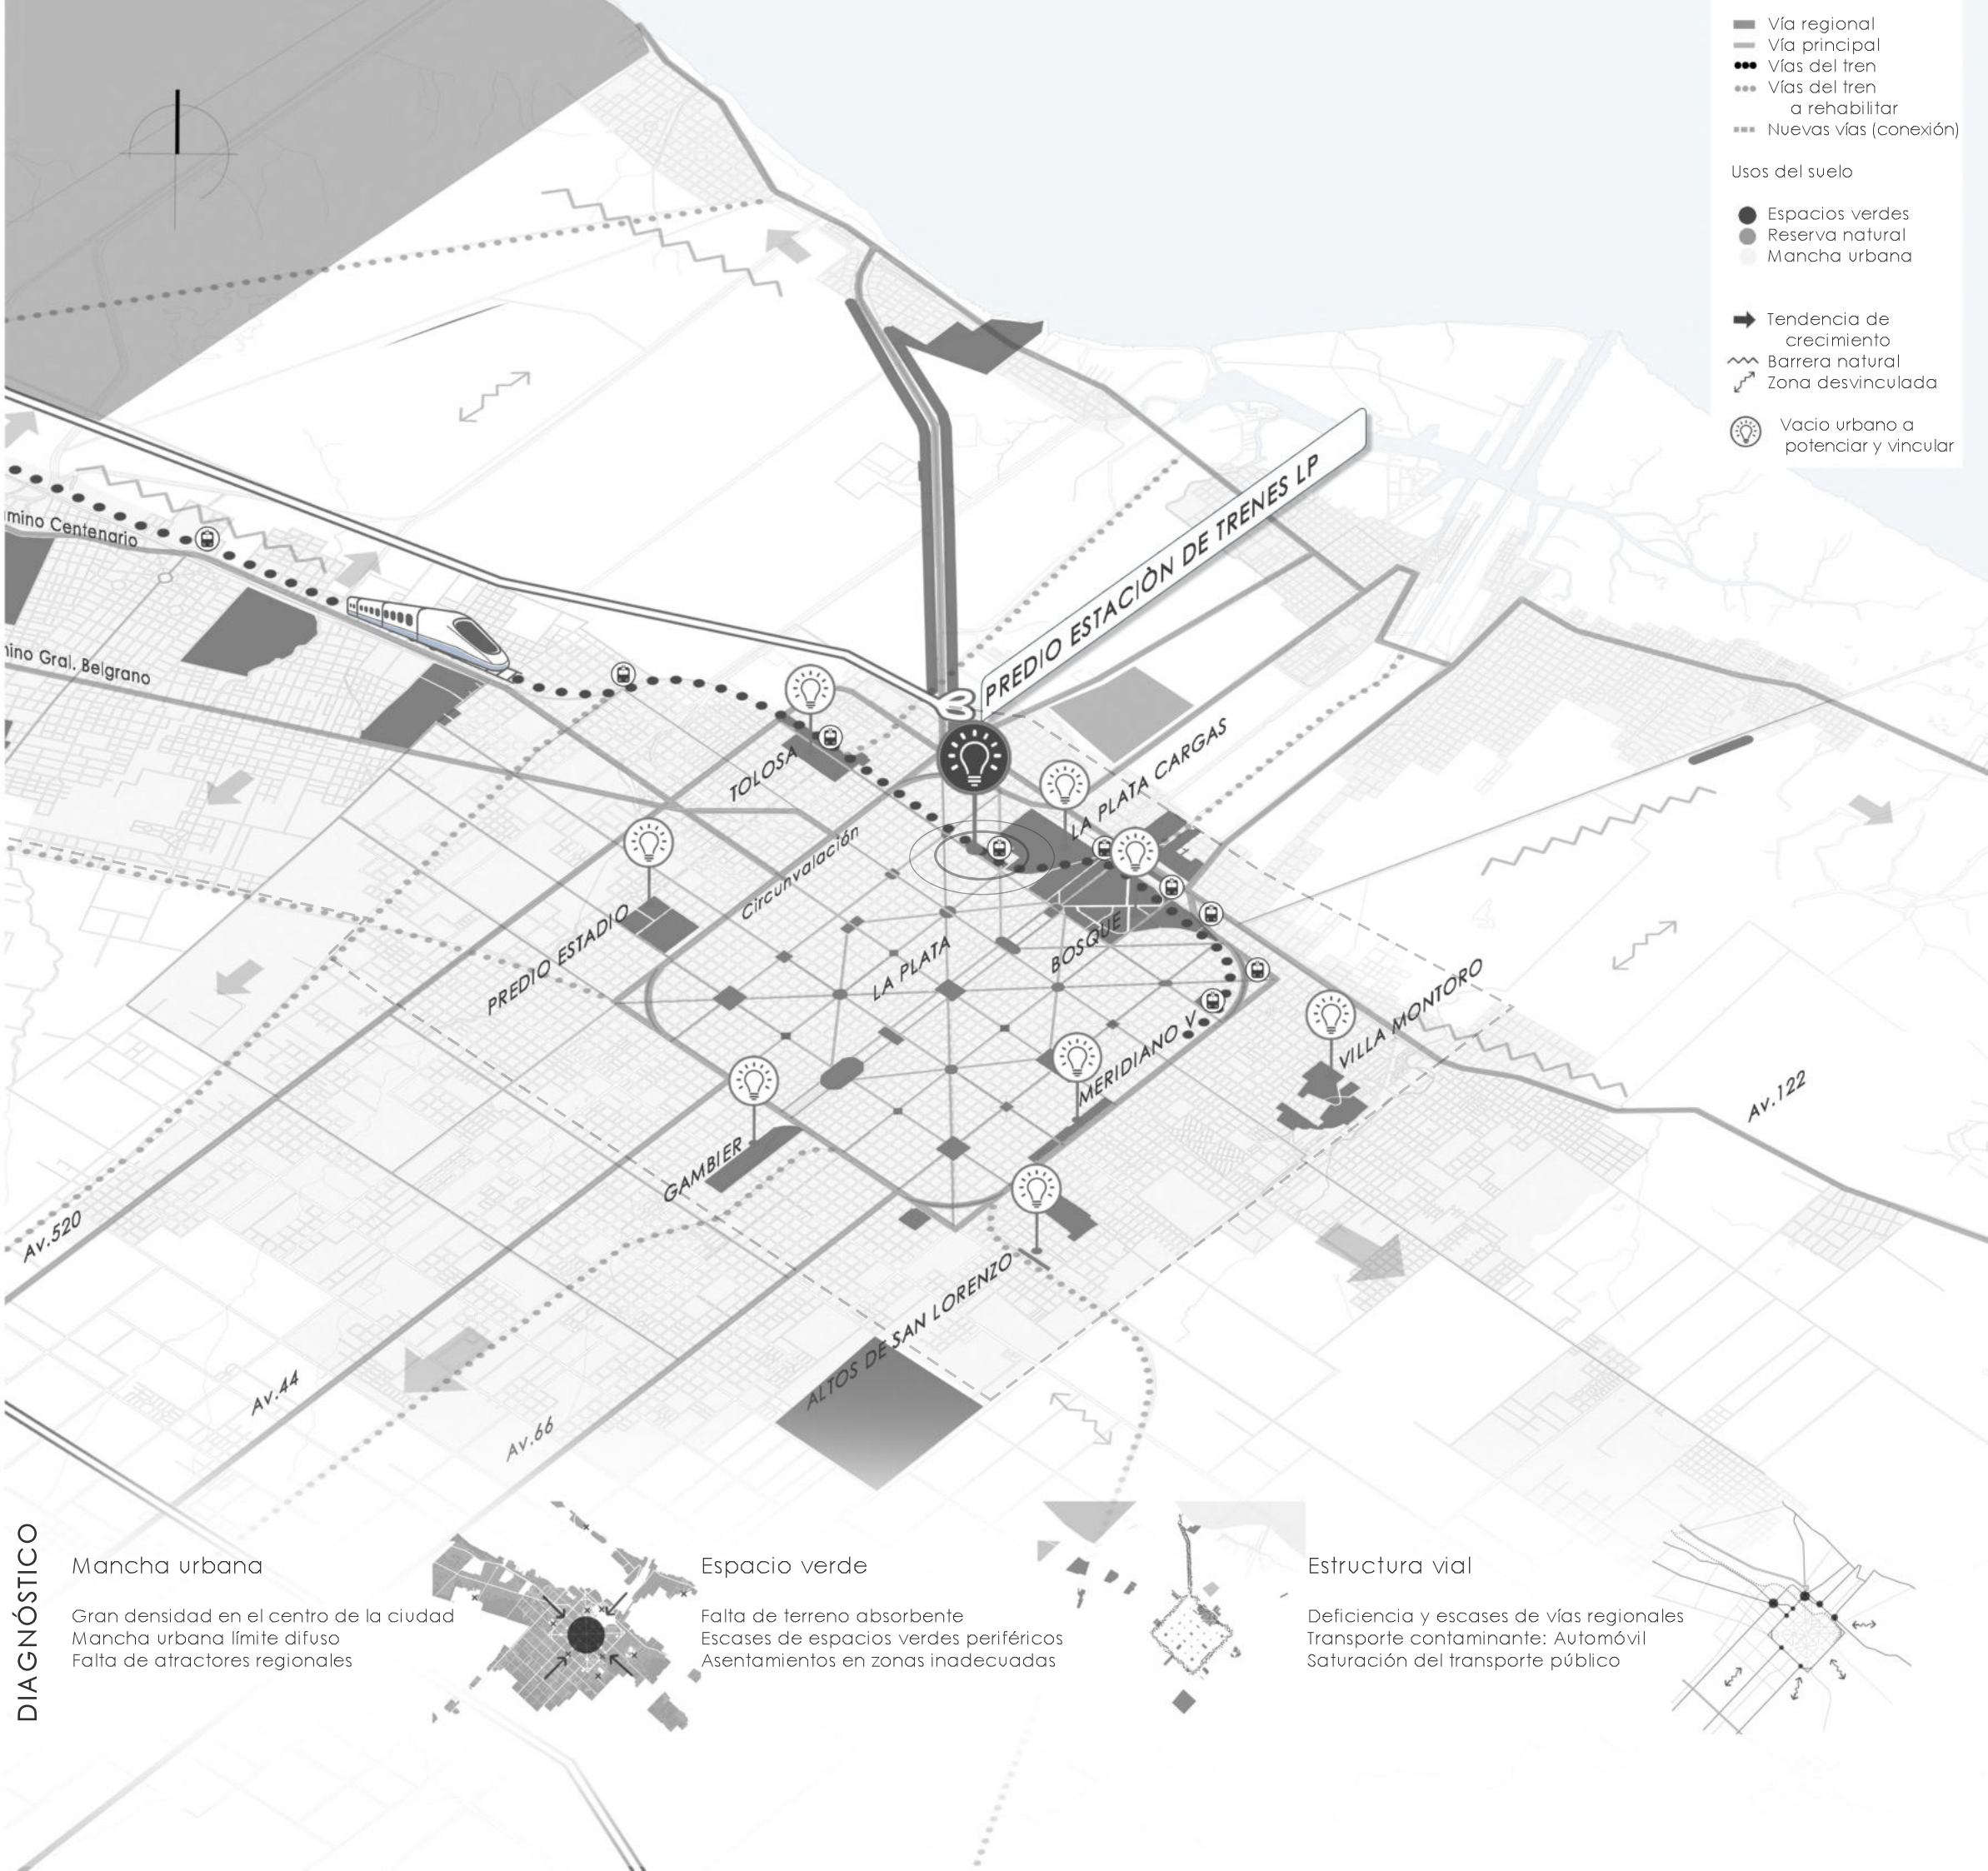 Vía regional
Vía principal
Vías del tren
Vías del tren
a rehabilitar
Nuevas vías (conexión)
Usos del suelo
Espacios verdes
Reserva natural
Mancha urbana
Tendencia de
crecimiento
Barrera natural
Zona desvinculada
Vacio urbano a
potenciar y vincular
PREDIO ESTACIÒN DE TRENES LP
mino Centenario
ino Gral. Belgrano
TOLOSA
LA PLATA CARGAS
Circunvalación
PREDIO ESTADIO
LA PLATA
BOSQUE
MERIDIANO V
VILLA MONTORO
GAMBIER
Av.122
Av.520
ALTOS DE SAN LORENZO
Av.44
Av.66
DIAGNÓSTICO
Mancha urbana
Gran densidad en el centro de la ciudad
Mancha urbana límite difuso
Falta de atractores regionales
Espacio verde
Falta de terreno absorbente
Escases de espacios verdes periféricos
Asentamientos en zonas inadecuadas
Estructura vial
Deficiencia y escases de vías regionales
Transporte contaminante: Automóvil
Saturación del transporte público